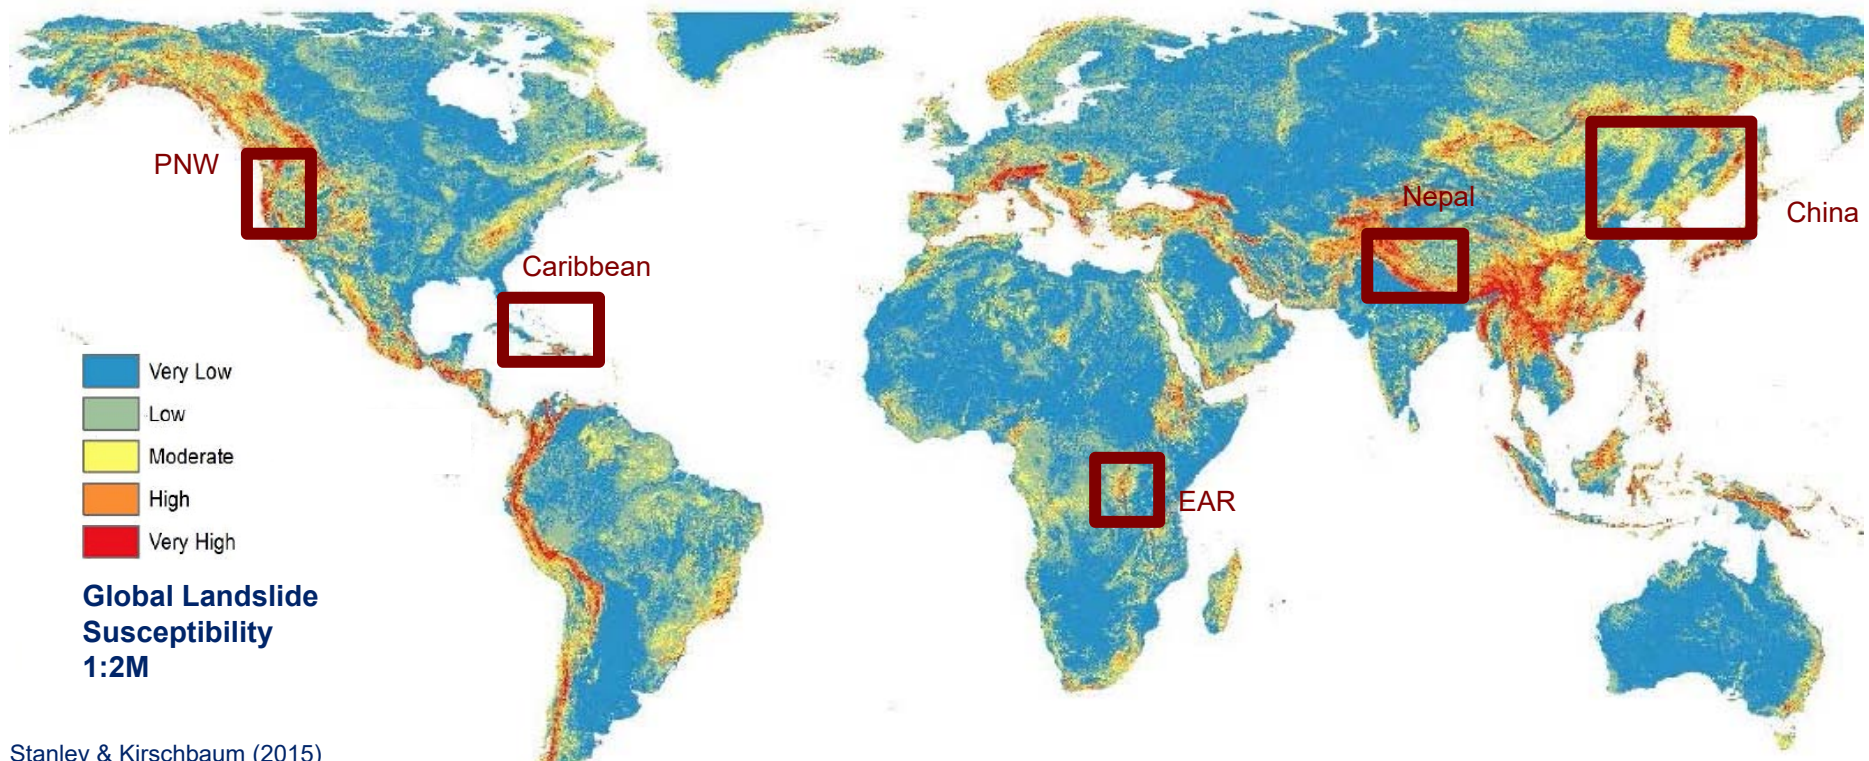 PNW
Nepal
China
Caribbean
Very Low
Low
Moderate
High
EAR
Very High
Global Landslide
Susceptibility
1:2M
Stanley & Kirschbaum (2015)